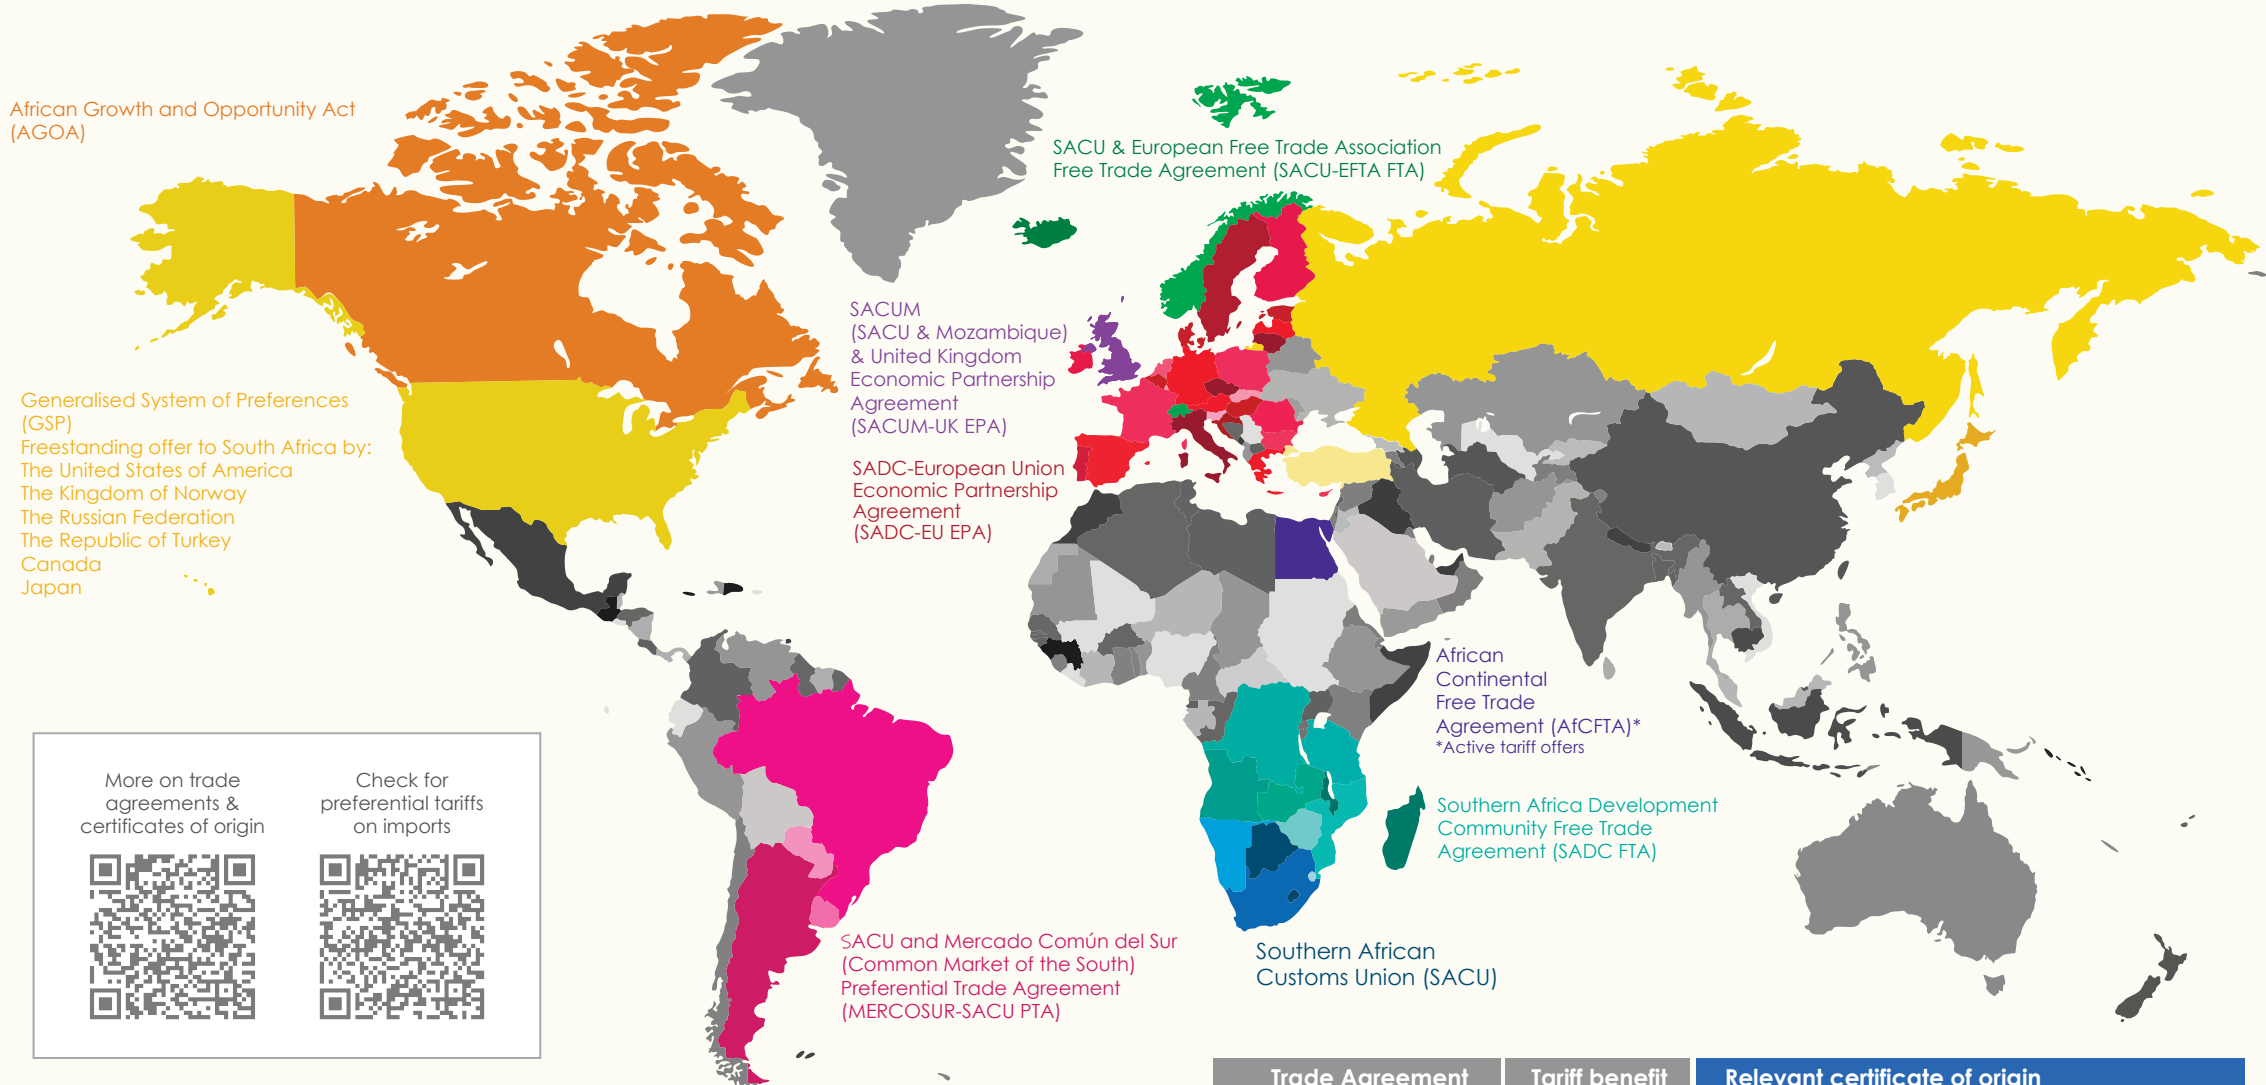 African Growth and Opportunity Act
(AGOA)
SACU & European Free Trade Association
Free Trade Agreement (SACU-EFTA FTA)
SACUM
(SACU & Mozambique)
& United Kingdom
Economic Partnership
Agreement
(SACUM-UK EPA)
Generalised System of Preferences
(GSP)
Freestanding offer to South Africa by:
The United States of America
The Kingdom of Norway
The Russian Federation
The Republic of Turkey
Canada
Japan
SADC-European Union
Economic Partnership
Agreement
(SADC-EU EPA)
African
Continental
Free Trade
Agreement (AfCFTA)*
*Active tariff offers
More on trade
agreements &
certificates of origin
Check for
preferential tariffs
on imports
Southern Africa Development
Community Free Trade
Agreement (SADC FTA)
SACU and Mercado Común del Sur
(Common Market of the South)
Preferential Trade Agreement
(MERCOSUR-SACU PTA)
Southern African
Customs Union (SACU)
Trade Agreement
Tariff benefit
Relevant certificate of origin